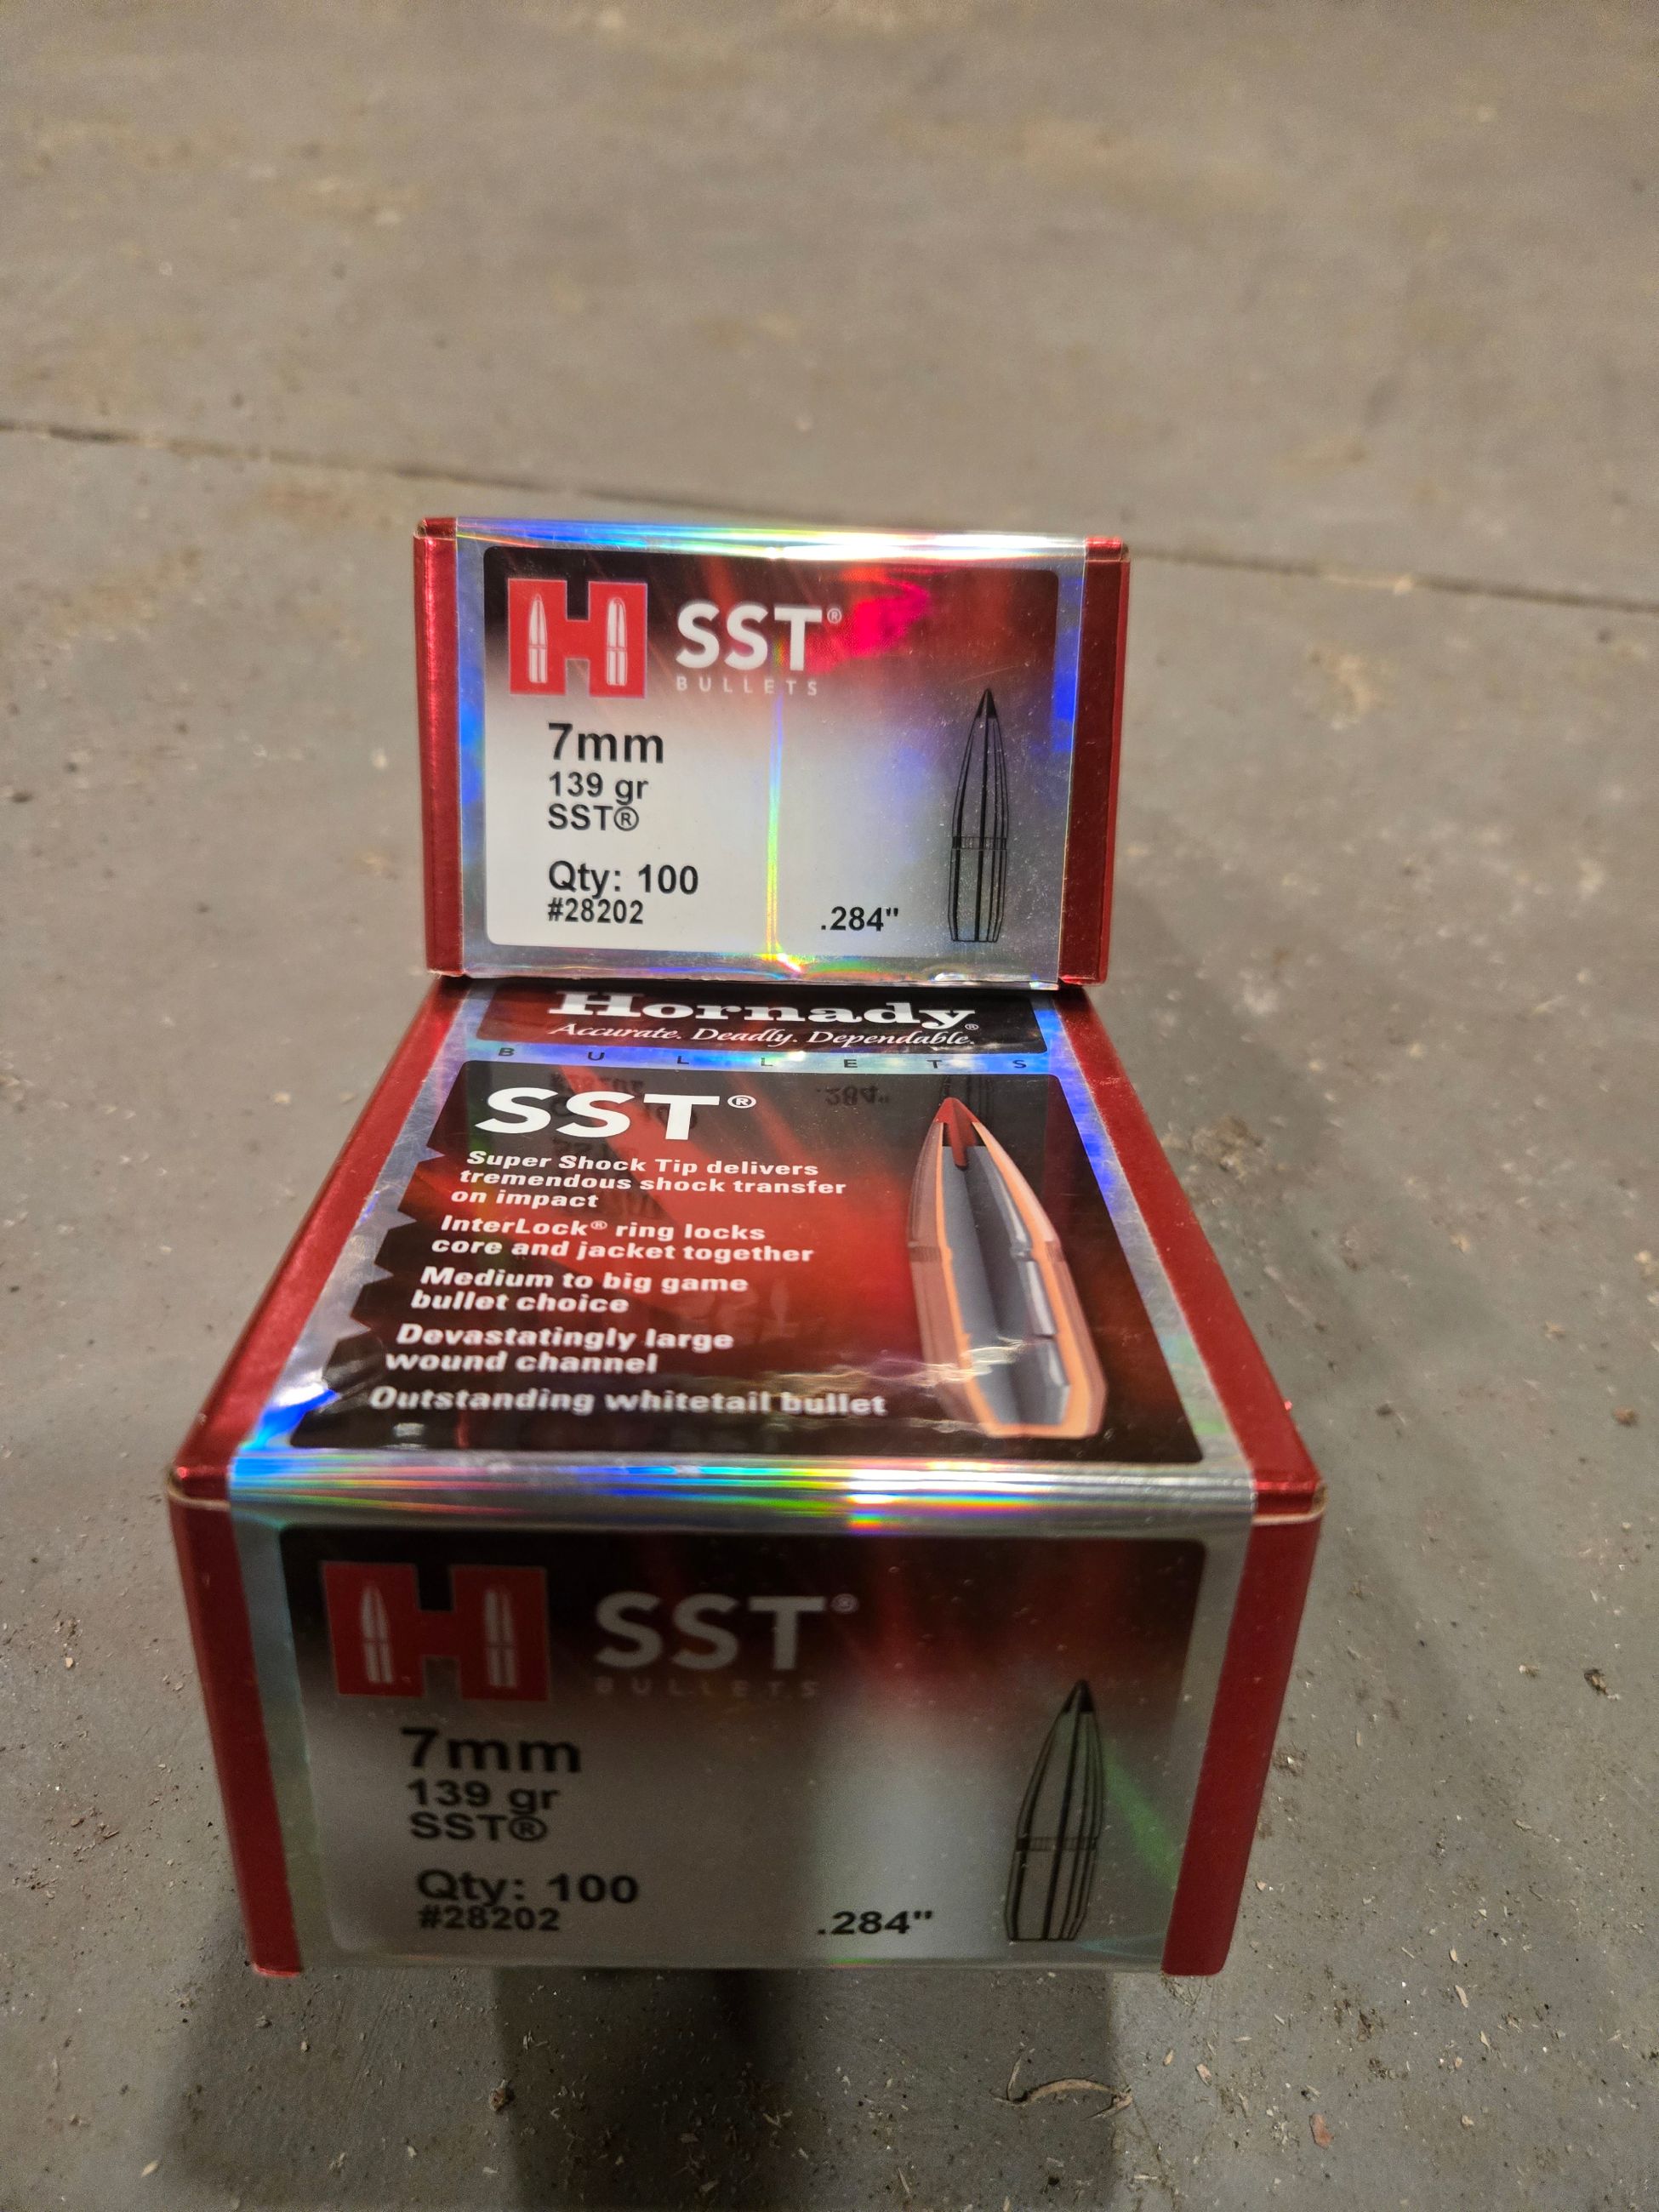 SST®
BULLETS
7mm
139 gr
SST®
Qty: 100
#28202
.284"
Hornady®
Accurate. Deadly. Dependable.
BULLETS
SST®
Super Shock Tip delivers
tremendous shock transfer
on impact
InterLock® ring locks
core and jacket together
Medium to big game
bullet choice
Devastatingly large
wound channel
Outstanding whitetail bullet
H SST®
BULLETS
7mm
139 gr
SST®
Qty: 100
#28202
.284"